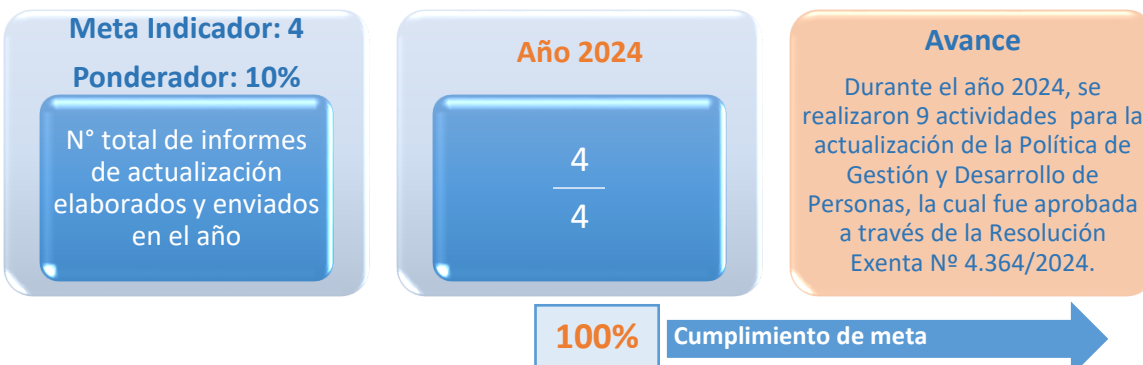 Meta Indicador: 4
Ponderador: 10%
N° total de informes
de actualización
elaborados y enviados
en el año
Año 2024
4
4
Avance
Durante el año 2024, se
realizaron 9 actividades para la
actualización de la Política de
Gestión y Desarrollo de
Personas, la cual fue aprobada
a través de la Resolución
Exenta Nº 4.364/2024.
100%
Cumplimiento de meta